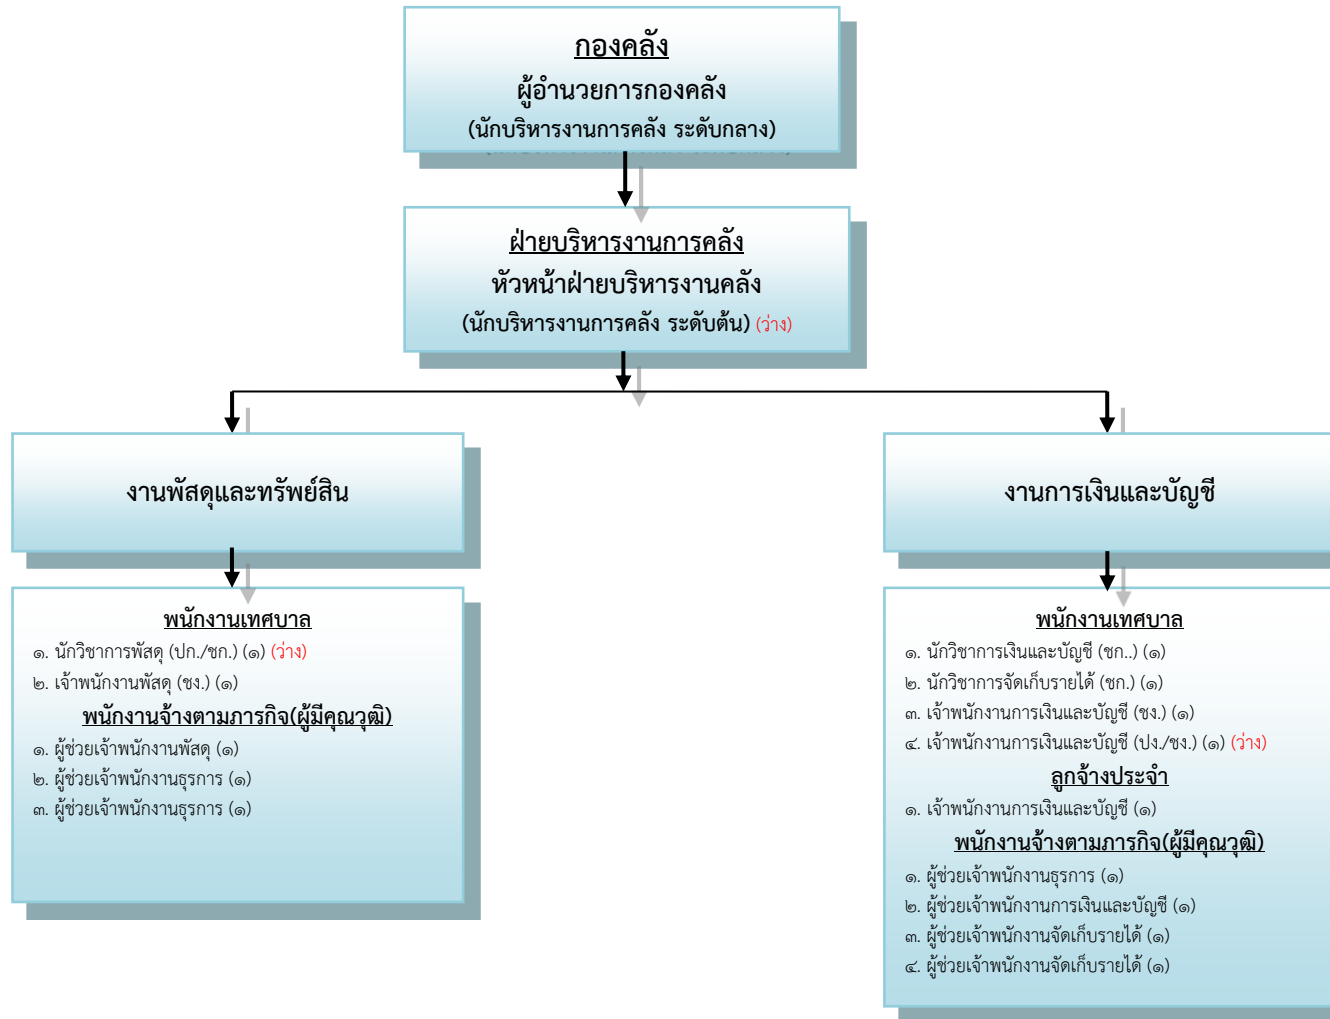 กองคลัง
ผู้อำนวยการกองคลัง
(นักบริหารงานการคลัง ระดับกลาง)
ฝ่ายบริหารงานการคลัง
หัวหน้าฝ่ายบริหารงานคลัง
(นักบริหารงานการคลัง ระดับต้น) (ว่าง)
งานพัสดุและทรัพย์สิน
พนักงานเทศบาล
๑. นักวิชาการพัสดุ (ปก./ชก.) (๑) (ว่าง)
๒. เจ้าพนักงานพัสดุ (ชง.) (๑)
พนักงานจ้างตามภารกิจ(ผู้มีคุณวุฒิ)
๑. ผู้ช่วยเจ้าพนักงานพัสดุ (๑)
๒. ผู้ช่วยเจ้าพนักงานธุรการ (๑)
๓. ผู้ช่วยเจ้าพนักงานธุรการ (๑)
งานการเงินและบัญชี
พนักงานเทศบาล
๑. นักวิชาการเงินและบัญชี (ชก..) (๑)
๒. นักวิชาการจัดเก็บรายได้ (ชก.) (๑)
๓. เจ้าพนักงานการเงินและบัญชี (ชง.) (๑)
๔. เจ้าพนักงานการเงินและบัญชี (ปง./ชง.) (๑) (ว่าง)
ลูกจ้างประจำ
๑. เจ้าพนักงานการเงินและบัญชี (๑)
พนักงานจ้างตามภารกิจ(ผู้มีคุณวุฒิ)
๑. ผู้ช่วยเจ้าพนักงานธุรการ (๑)
๒. ผู้ช่วยเจ้าพนักงานการเงินและบัญชี (๑)
๓. ผู้ช่วยเจ้าพนักงานจัดเก็บรายได้ (๑)
๔. ผู้ช่วยเจ้าพนักงานจัดเก็บรายได้ (๑)